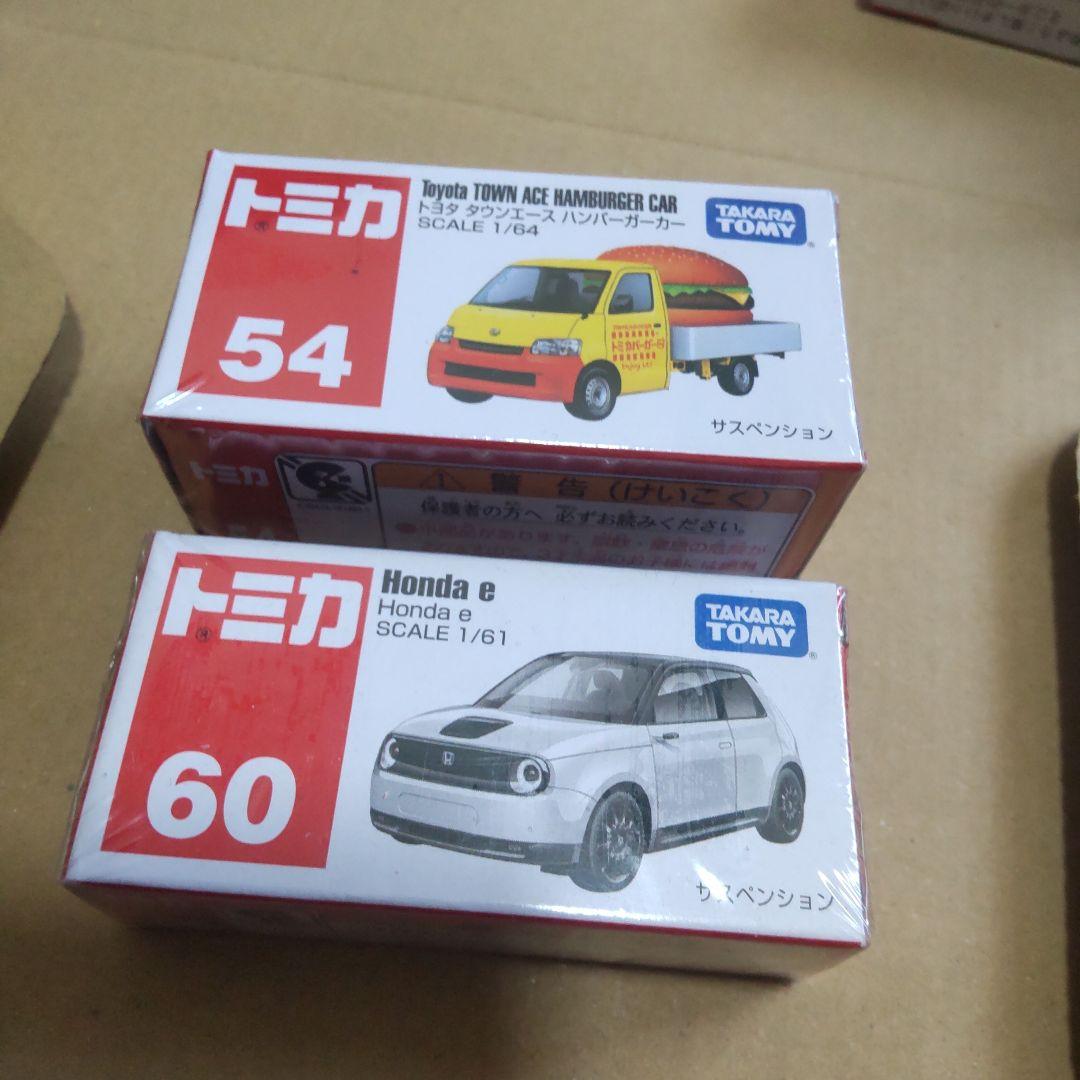 トミカ
54
Toyota TOWN ACE HAMBURGER CAR
トヨタ タウンエース ハンバーガーカー
SCALE 1/64
TAKARA
TOMY
トミカバーガー
Enjoy it!
サスペンション
トミカ
警告(けいこく)
保護者の方へ 必ずお読みください。
トミカ
60
Honda e
Honda e
SCALE 1/61
TAKARA
TOMY
サスペンション